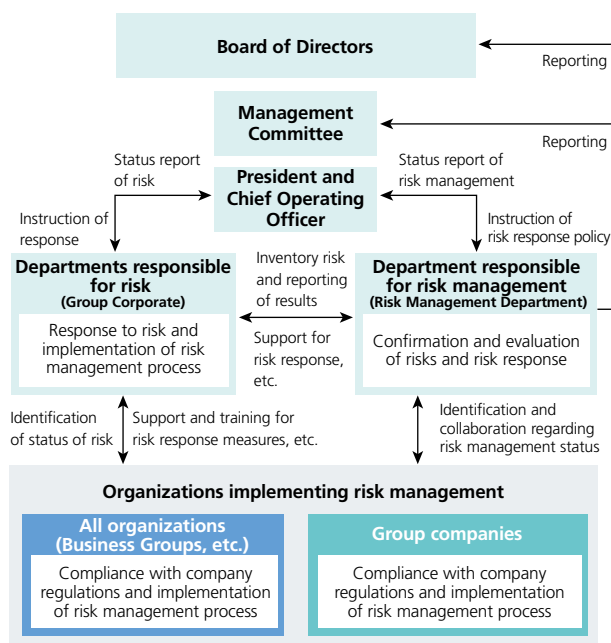 Board of Directors
Reporting
Management
Committee
Reporting
Status report
of risk
President and
Chief Operating
Officer
Status report of
risk management
Instruction of
response
Instruction of
risk response policy
Departments responsible
for risk
(Group Corporate)
Response to risk and
implementation of risk
management process
Inventory risk
and reporting
of results
Support for
risk response,
etc.
Department responsible
for risk management
(Risk Management Department)
Confirmation and evaluation
of risks and risk response
Identification
of status of risk
Support and training for
risk response measures, etc.
Identification and
collaboration regarding
risk management status
Organizations implementing risk management
All organizations
(Business Groups, etc.)
Compliance with company
regulations and implementation
of risk management process
Group companies
Compliance with company
regulations and implementation
of risk management process